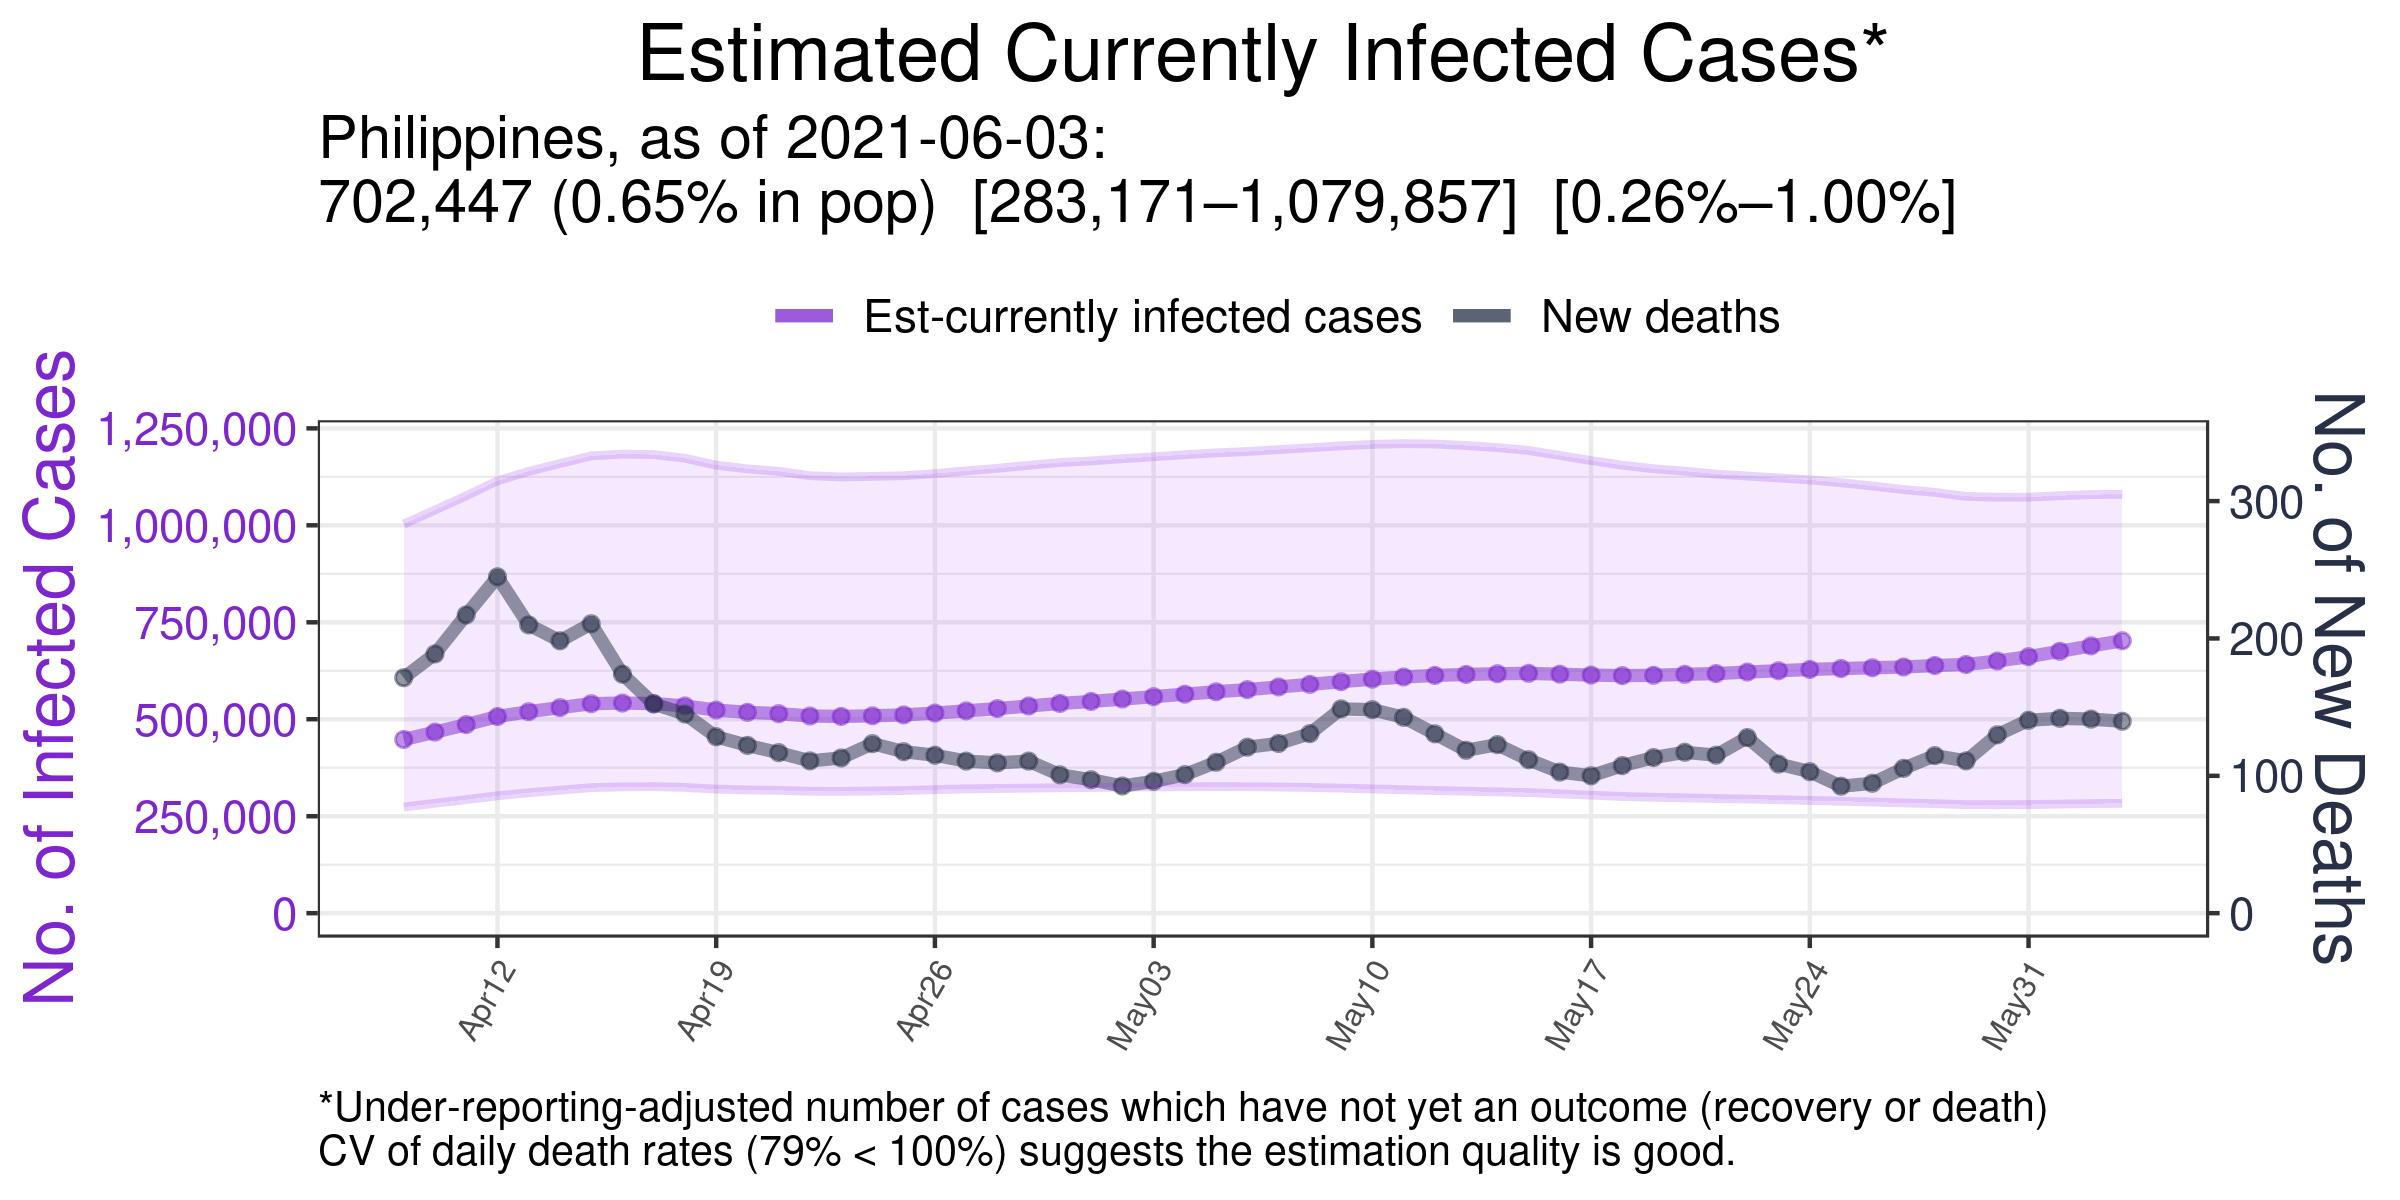 Estimated Currently Infected Cases*
Philippines, as of 2021-06-03:
702,447 (0.65% in pop) [283,171–1,079,857] [0.26%–1.00%]
Est-currently infected cases
New deaths
No. of Infected Cases
1,250,000
1,000,000
750,000
500,000
250,000
0
300
200
100
0
No. of New Deaths
Apr12
Apr19
Apr26
May03
May10
May17
May24
May31
*Under-reporting-adjusted number of cases which have not yet an outcome (recovery or death)
CV of daily death rates (79% < 100%) suggests the estimation quality is good.